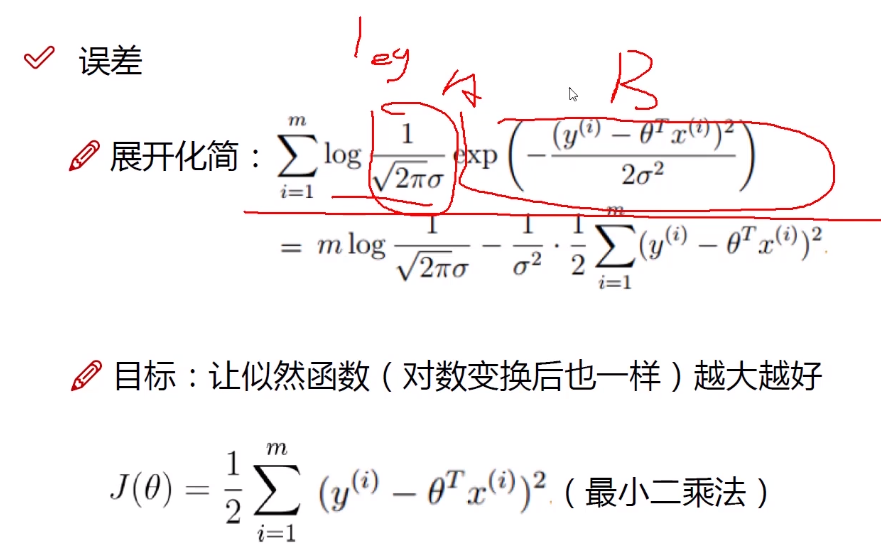 误差
log A B
展开化简：$\sum_{i=1}^{m} \log \frac{1}{\sqrt{2\pi}\sigma} \exp\left(-\frac{(y^{(i)} - \theta^T x^{(i)})^2}{2\sigma^2}\right)$
$= m \log \frac{1}{\sqrt{2\pi}\sigma} - \frac{1}{\sigma^2} \cdot \frac{1}{2} \sum_{i=1}^{m} (y^{(i)} - \theta^T x^{(i)})^2$.
目标：让似然函数（对数变换后也一样）越大越好
$J(\theta) = \frac{1}{2} \sum_{i=1}^{m} (y^{(i)} - \theta^T x^{(i)})^2$.（最小二乘法）